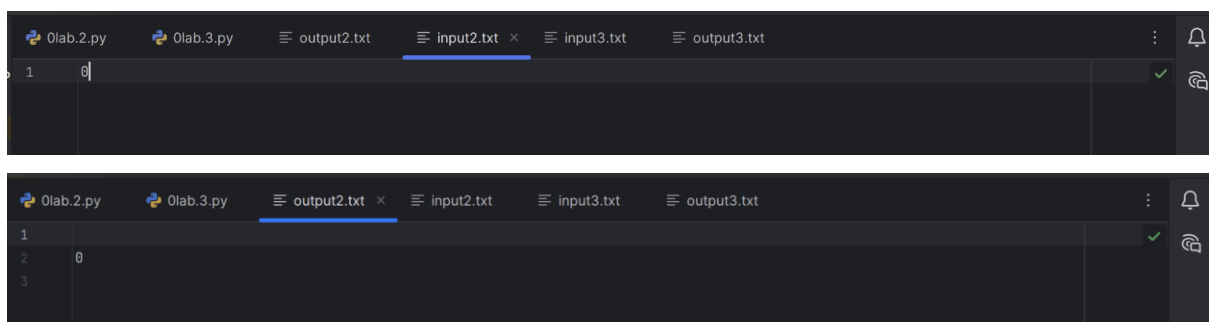 0lab.2.py 0lab.3.py output2.txt input2.txt × input3.txt output3.txt
1 0
0lab.2.py 0lab.3.py output2.txt × input2.txt input3.txt output3.txt
1
2 0
3